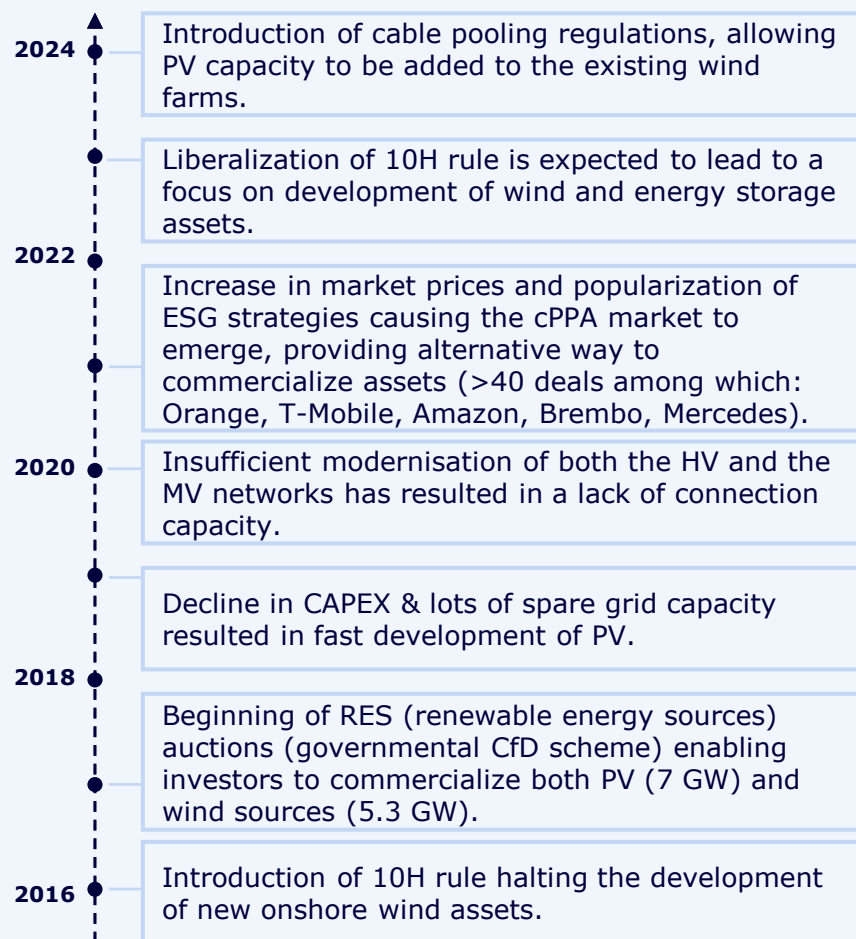 2024
Introduction of cable pooling regulations, allowing
PV capacity to be added to the existing wind
farms.
Liberalization of 10H rule is expected to lead to a
focus on development of wind and energy storage
assets.
2022
Increase in market prices and popularization of
ESG strategies causing the cPPA market to
emerge, providing alternative way to
commercialize assets (>40 deals among which:
Orange, T-Mobile, Amazon, Brembo, Mercedes).
2020
Insufficient modernisation of both the HV and the
MV networks has resulted in a lack of connection
capacity.
Decline in CAPEX & lots of spare grid capacity
resulted in fast development of PV.
2018
Beginning of RES (renewable energy sources)
auctions (governmental CfD scheme) enabling
investors to commercialize both PV (7 GW) and
wind sources (5.3 GW).
2016
Introduction of 10H rule halting the development
of new onshore wind assets.